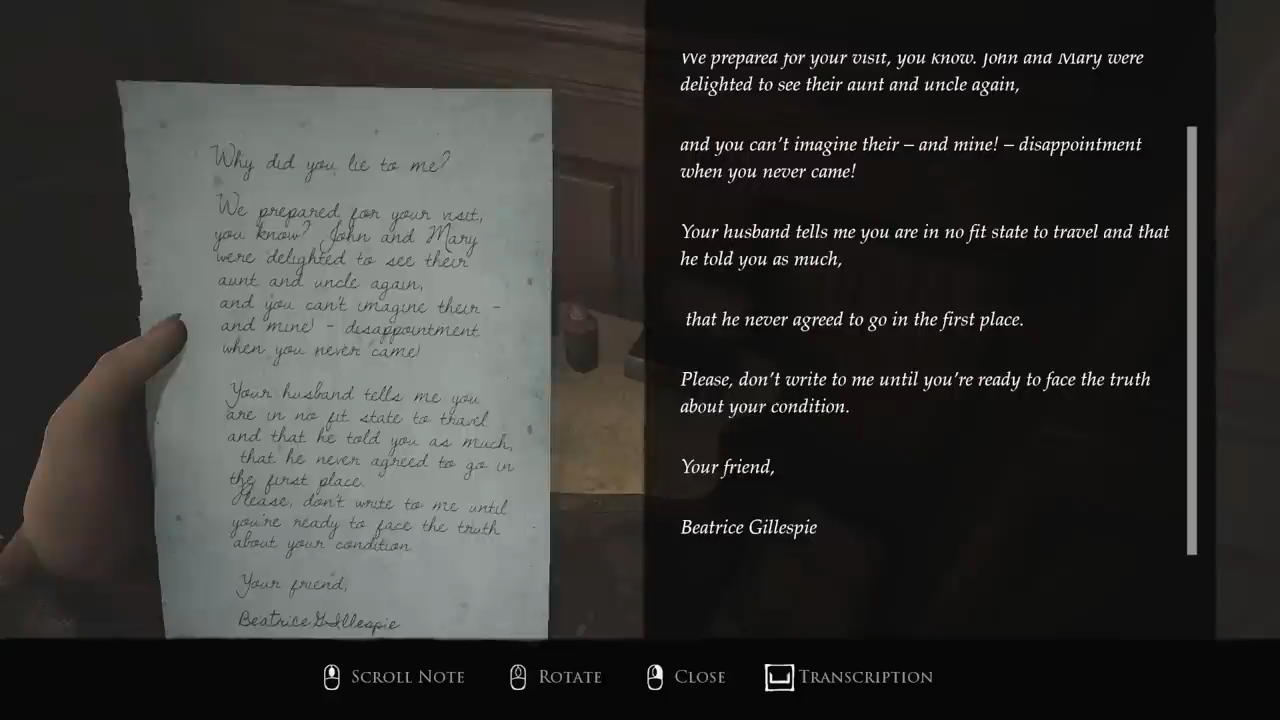 Why did you lie to me?
We prepared for your visit,
you know? John and Mary
were delighted to see their
aunt and uncle again,
and you can't imagine their –
and mine! – disappointment
when you never came!
Your husband tells me you
are in no fit state to travel
and that he told you as much,
that he never agreed to go in
the first place.
Please, don't write to me until
you're ready to face the truth
about your condition.
Your friend,
Beatrice Gillespie
We prepared for your visit, you know. John and Mary were
delighted to see their aunt and uncle again,
and you can't imagine their – and mine! – disappointment
when you never came!
Your husband tells me you are in no fit state to travel and that
he told you as much,
that he never agreed to go in the first place.
Please, don't write to me until you're ready to face the truth
about your condition.
Your friend,
Beatrice Gillespie
Scroll Note
Rotate
Close
Transcription